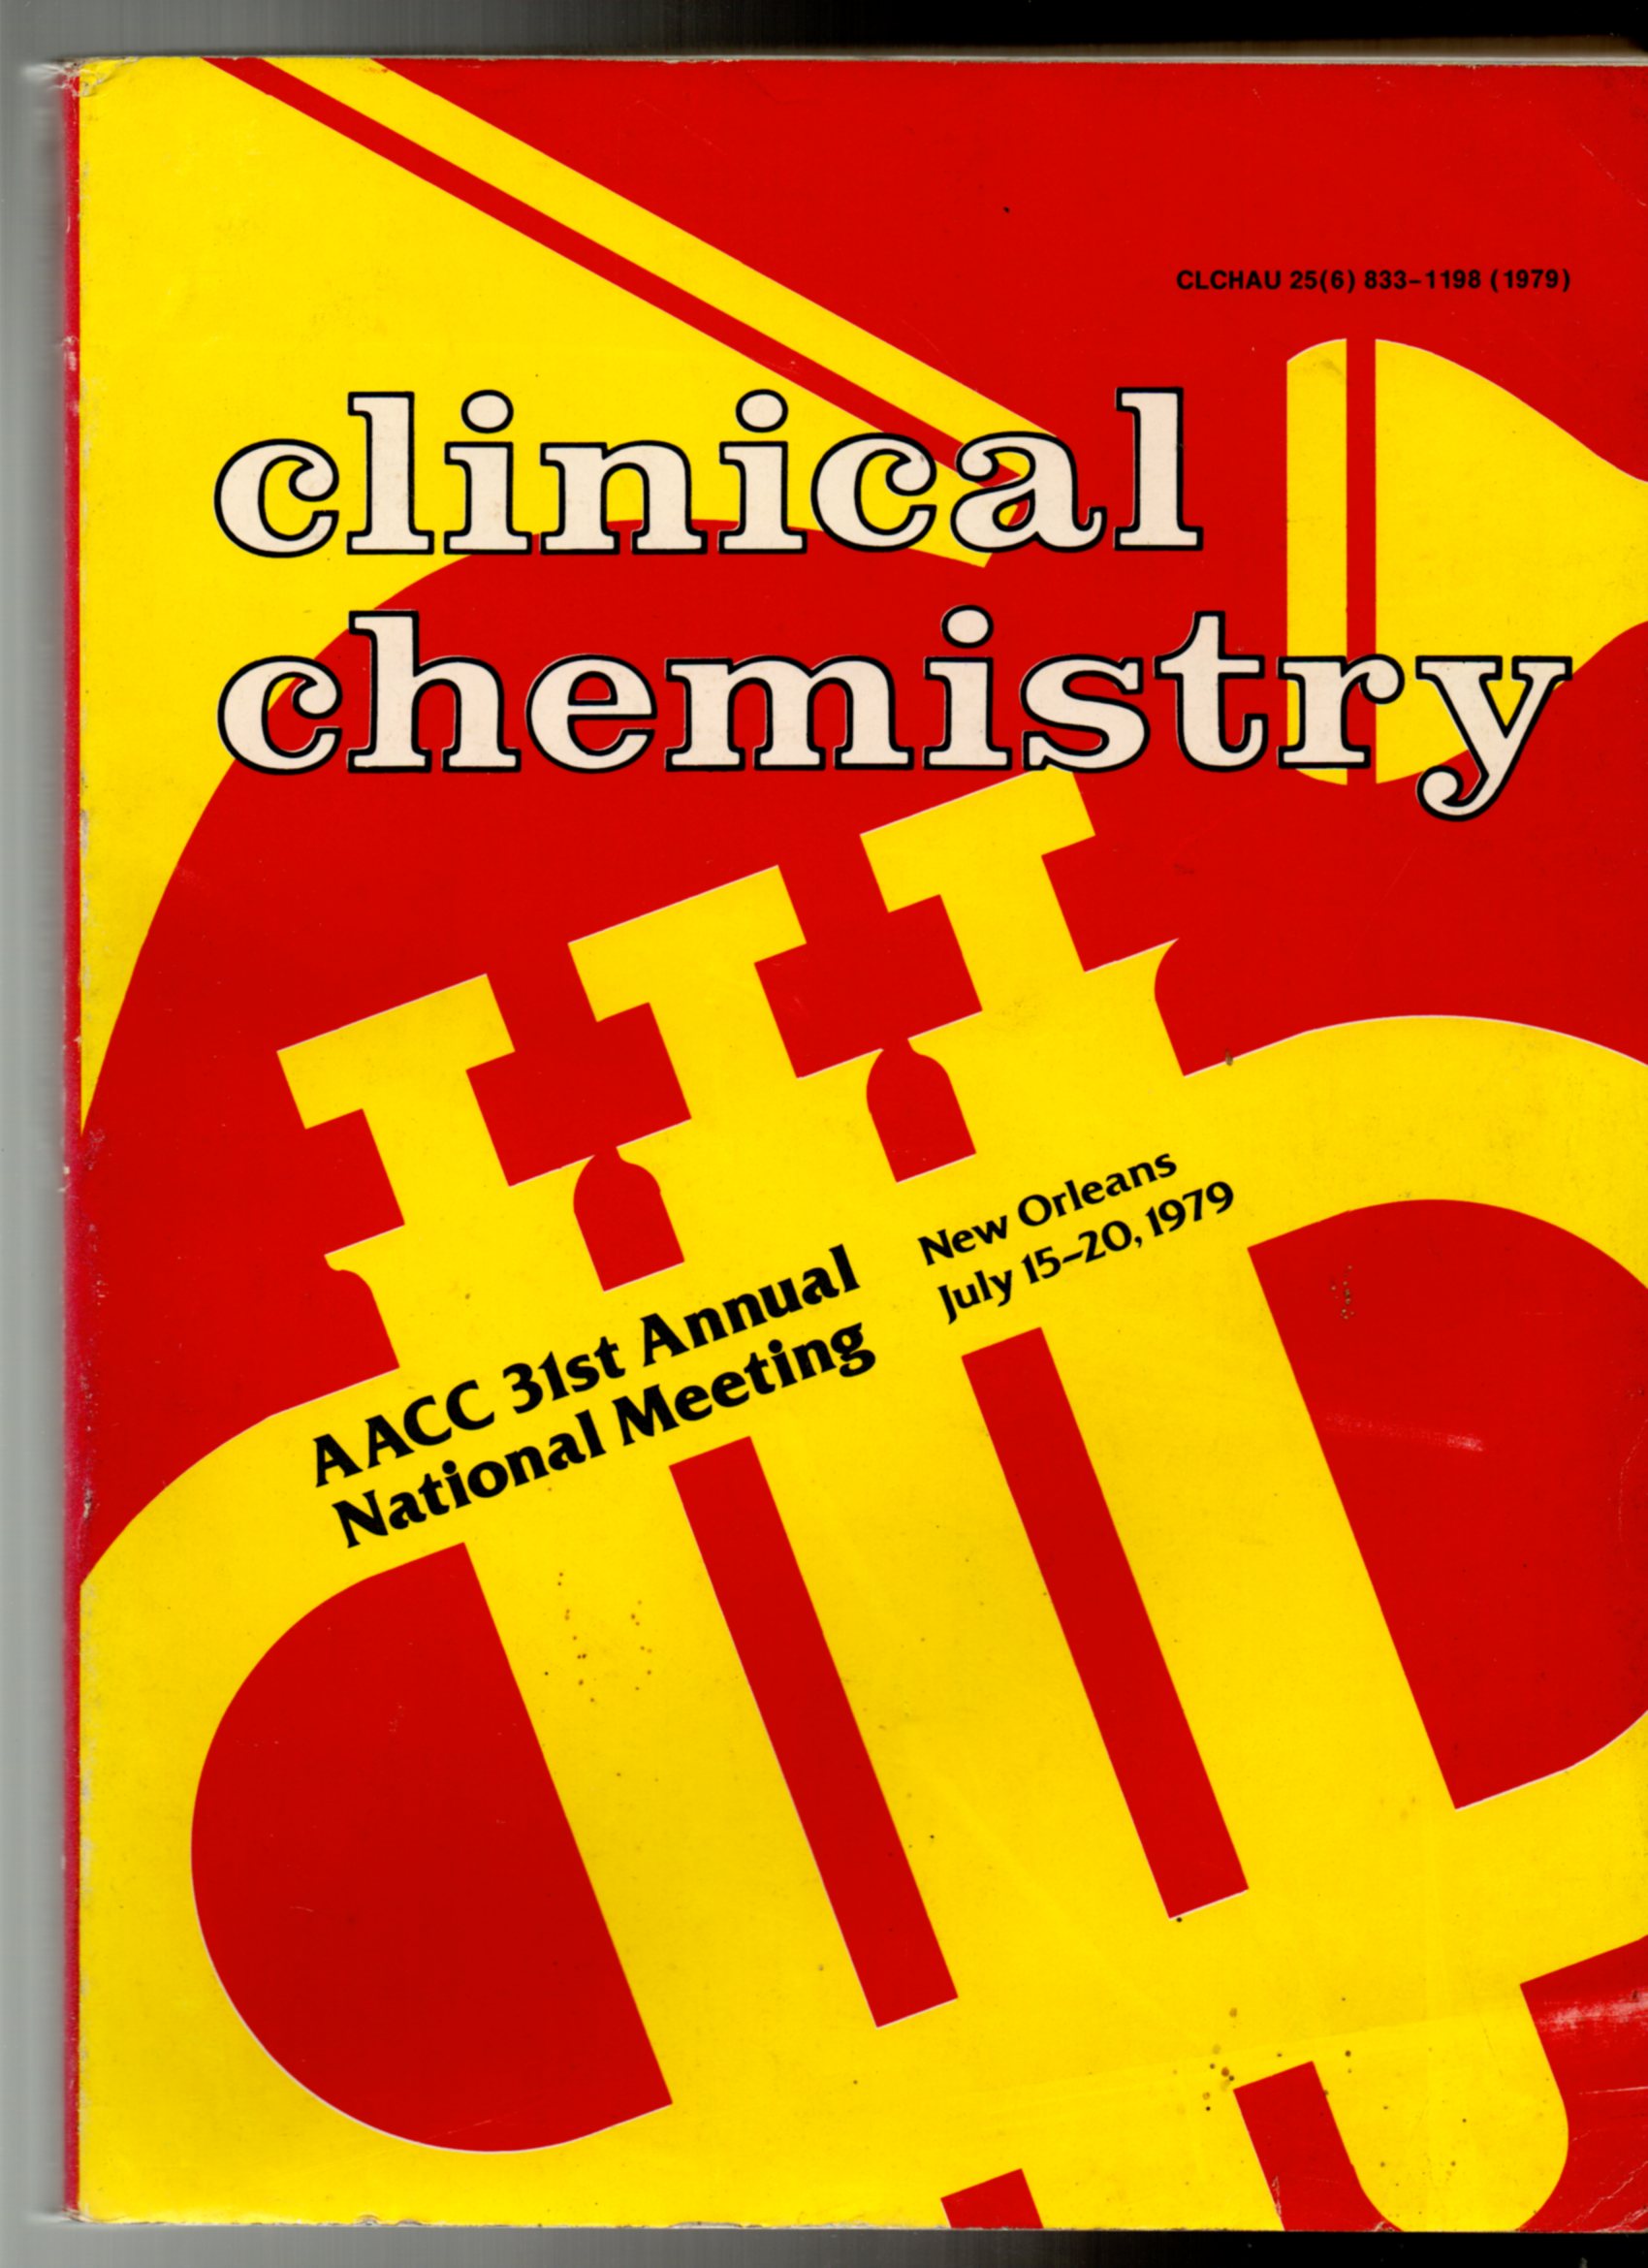 CLCHAU 25(6) 833–1198 (1979)
clinical
chemistry
AACC 31st Annual
National Meeting
New Orleans
July 15–20, 1979